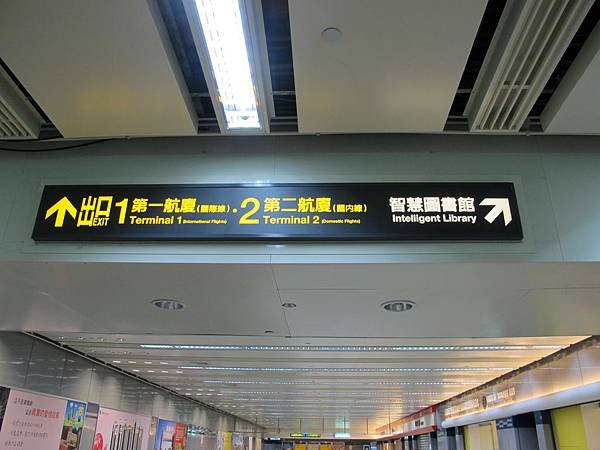 出口 EXIT
1 第一航廈(國際線)・2 第二航廈(國內線)
Terminal 1 (International Flights) Terminal 2 (Domestic Flights)
智慧圖書館
Intelligent Library